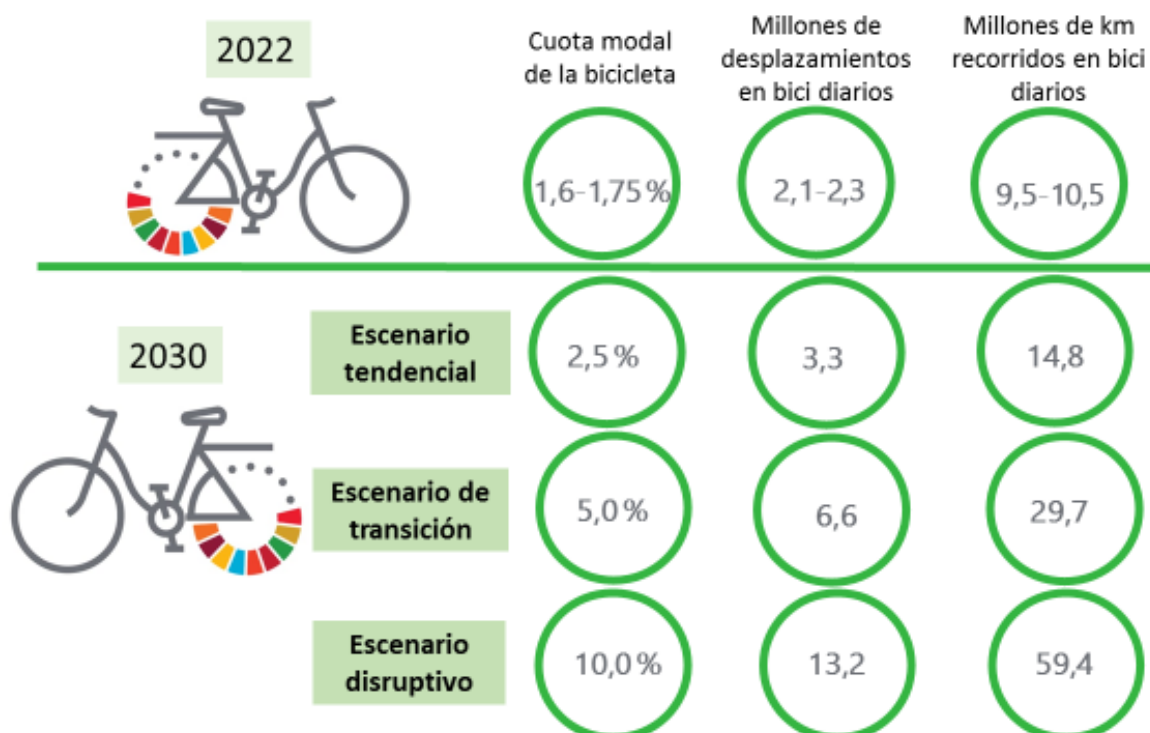 2022
Cuota modal
de la bicicleta
Millones de
desplazamientos
en bici diarios
Millones de km
recorridos en bici
diarios
1,6-1,75 %
2,1-2,3
9,5-10,5
2030
Escenario
tendencial
2,5 %
3,3
14,8
Escenario de
transición
5,0 %
6,6
29,7
Escenario
disruptivo
10,0 %
13,2
59,4